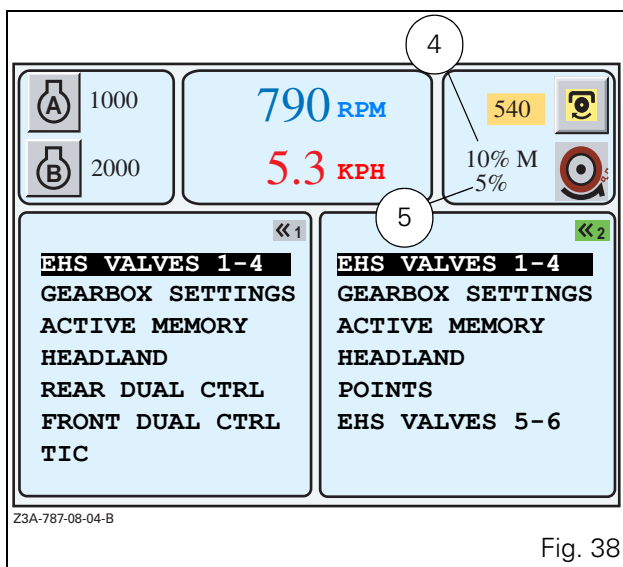 4
A 1000
790 RPM
540
B 2000
5.3 KPH
10% M
5%
5
«1
EHS VALVES 1-4
GEARBOX SETTINGS
ACTIVE MEMORY
HEADLAND
REAR DUAL CTRL
FRONT DUAL CTRL
TIC
«2
EHS VALVES 1-4
GEARBOX SETTINGS
ACTIVE MEMORY
HEADLAND
POINTS
EHS VALVES 5-6
Z3A-787-08-04-B
Fig. 38